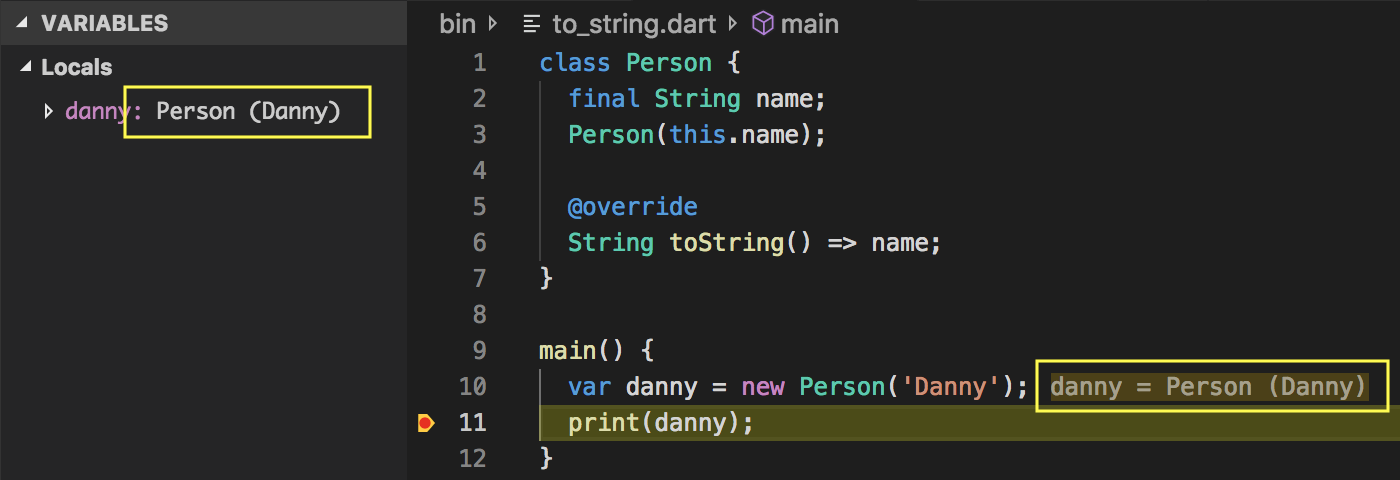 VARIABLES
Locals
danny: Person (Danny)
bin to_string.dart main
1 class Person {
2 final String name;
3 Person(this.name);
4
5 @override
6 String toString() => name;
7 }
8
9 main() {
10 var danny = new Person('Danny'); danny = Person (Danny)
11 print(danny);
12 }